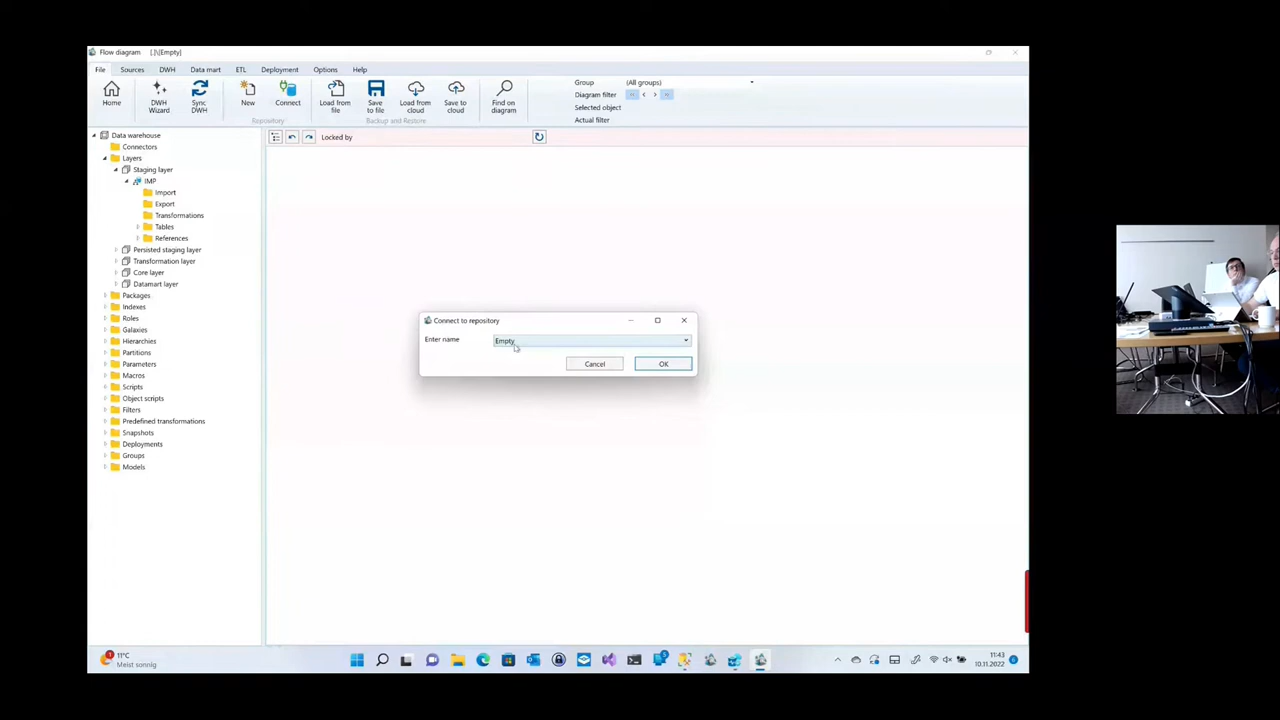 Flow diagram [.]\[Empty]
File Sources DWH Data mart ETL Deployment Options Help
Home
DWH Wizard
Sync DWH
New
Connect
Repository
Load from file
Save to file
Load from cloud
Save to cloud
Backup and Restore
Find on diagram
Group (All groups)
Diagram filter
Selected object
Actual filter
Locked by
Data warehouse
Connectors
Layers
Staging layer
IMP
Import
Export
Transformations
Tables
References
Persisted staging layer
Transformation layer
Core layer
Datamart layer
Packages
Indexes
Roles
Galaxies
Hierarchies
Partitions
Parameters
Macros
Scripts
Object scripts
Filters
Predefined transformations
Snapshots
Deployments
Groups
Models
Connect to repository
Enter name Empty
Cancel OK
11°C
Meist sonnig
11:43
10.11.2022